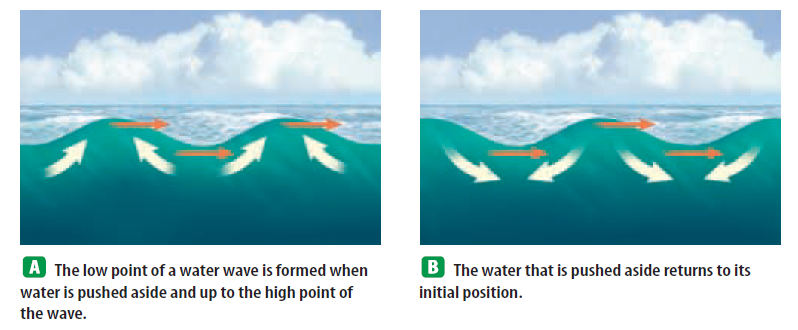 A The low point of a water wave is formed when
water is pushed aside and up to the high point of
the wave.
B The water that is pushed aside returns to its
initial position.